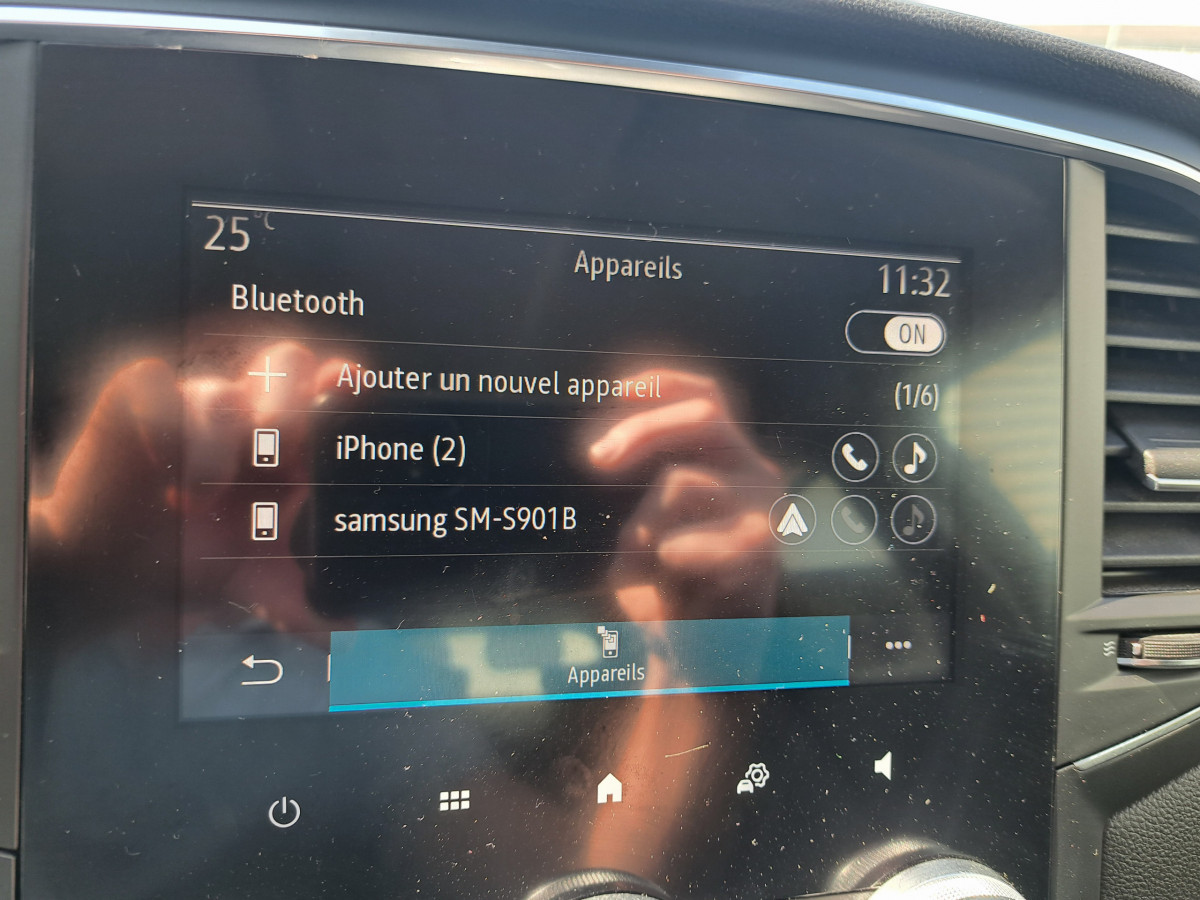 25°C
Appareils
11:32
Bluetooth
ON
Ajouter un nouvel appareil
(1/6)
iPhone (2)
samsung SM-S901B
Appareils